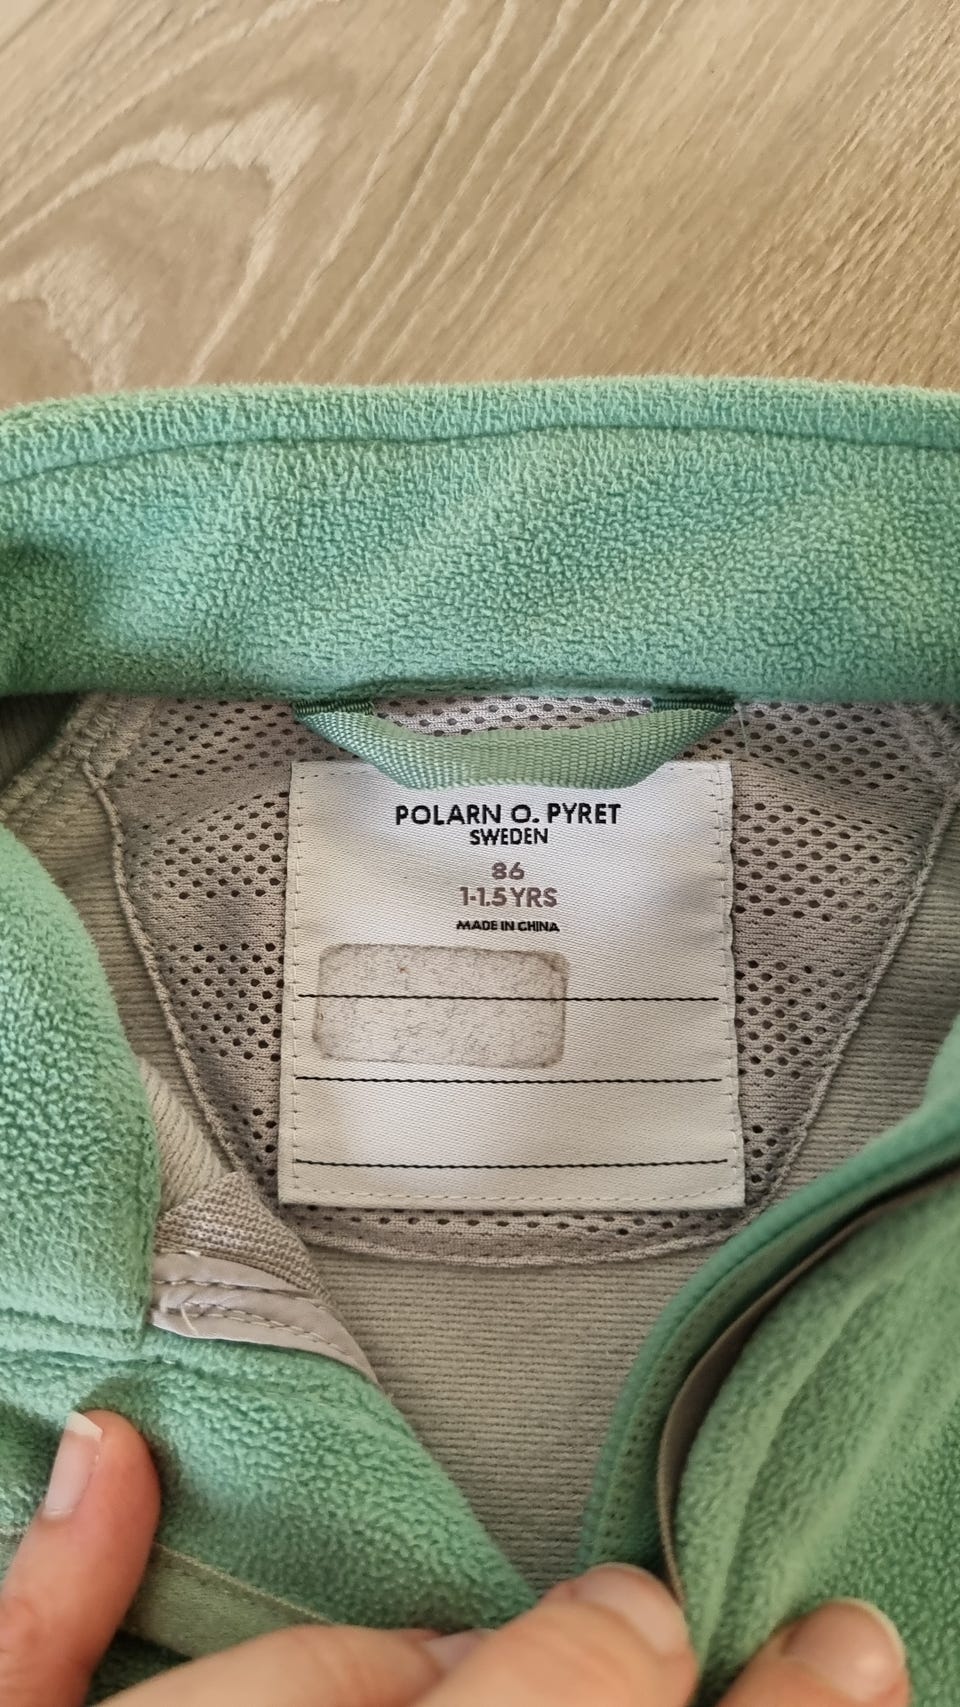 POLARN O. PYRET
SWEDEN
86
1-1.5 YRS
MADE IN CHINA